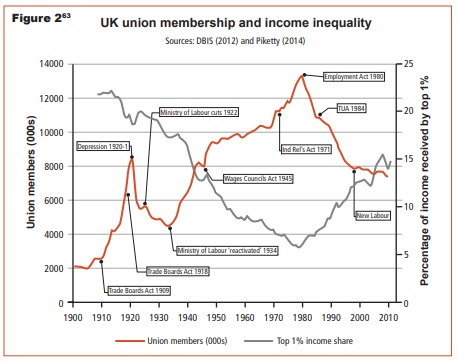 Figure 2⁶³
UK union membership and income inequality
Sources: DBIS (2012) and Piketty (2014)
Union members (000s)
14000
12000
10000
8000
6000
4000
2000
0
25
20
15
10
5
0
Percentage of income received by top 1%
Employment Act 1980
Ministry of Labour cuts 1922
TUA 1984
Depression 1920-1
Ind Rel's Act 1971
Wages Councils Act 1945
New Labour
Ministry of Labour 'reactivated' 1934
Trade Boards Act 1918
Trade Boards Act 1909
1900 1910 1920 1930 1940 1950 1960 1970 1980 1990 2000 2010
Union members (000s) Top 1% income share